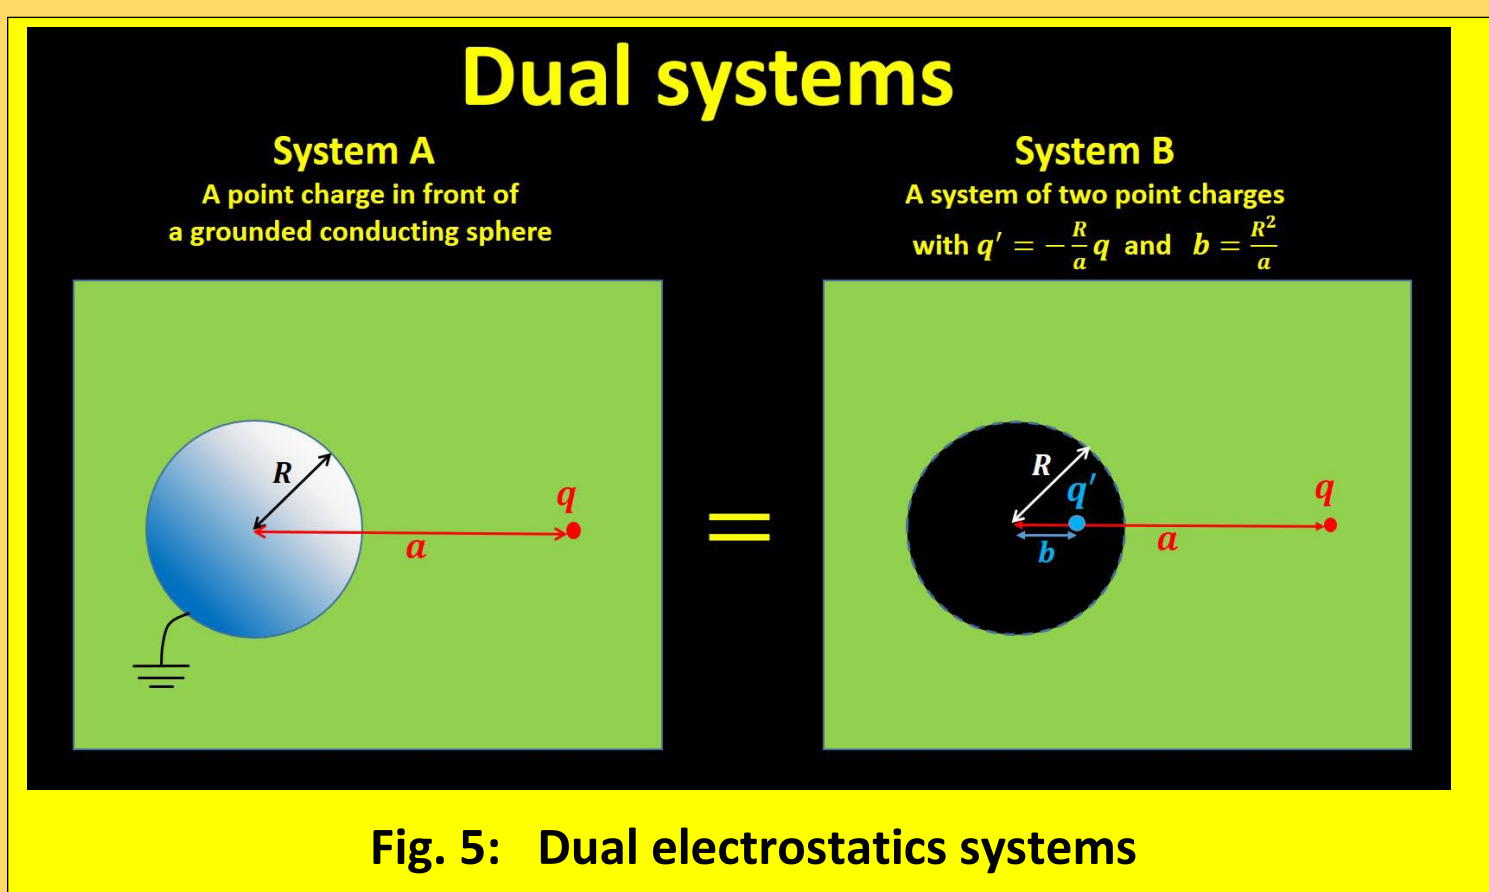 Dual systems
System A
A point charge in front of
a grounded conducting sphere
System B
A system of two point charges
with q′ = −R/a q and b = R²/a
R
q
a
=
R
q′
q
b
a
Fig. 5: Dual electrostatics systems